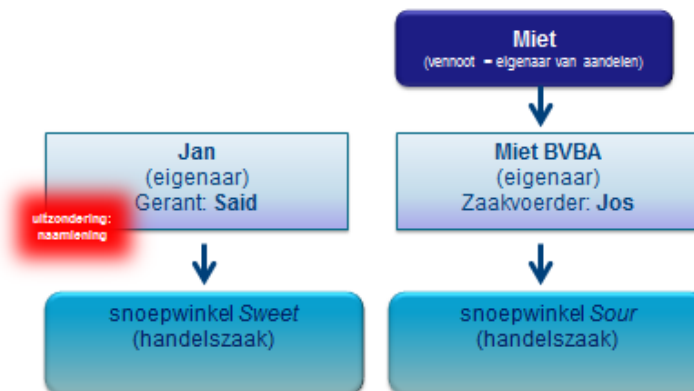 Miet
(vennoot – eigenaar van aandelen)
Jan
(eigenaar)
Gerant: Said
uitzondering:
naamlening
Miet BVBA
(eigenaar)
Zaakvoerder: Jos
snoepwinkel Sweet
(handelszaak)
snoepwinkel Sour
(handelszaak)